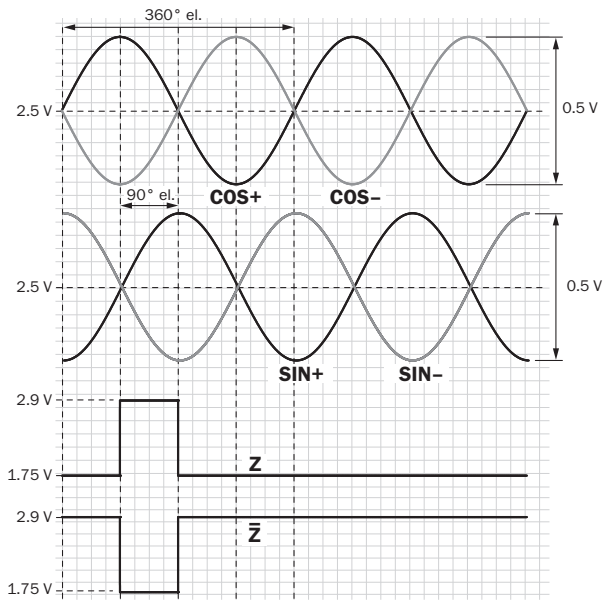 360° el.
2.5 V
0.5 V
COS+ COS–
90° el.
2.5 V
0.5 V
SIN+ SIN–
2.9 V
Z
1.75 V
2.9 V
Z̅
1.75 V